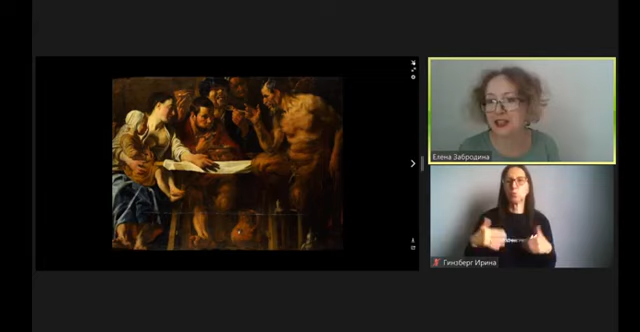 Елена Забродина
Гинзберг Ирина